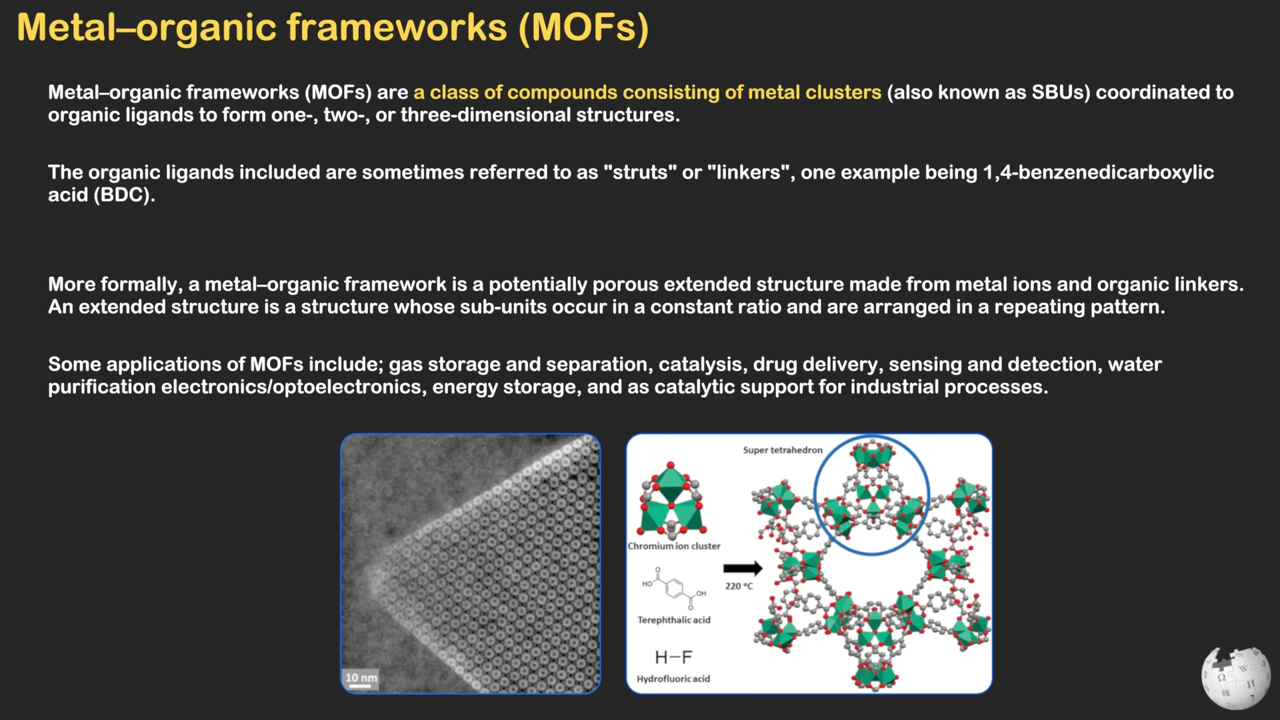 Metal–organic frameworks (MOFs)
Metal–organic frameworks (MOFs) are a class of compounds consisting of metal clusters (also known as SBUs) coordinated to
organic ligands to form one-, two-, or three-dimensional structures.
The organic ligands included are sometimes referred to as "struts" or "linkers", one example being 1,4-benzenedicarboxylic
acid (BDC).
More formally, a metal–organic framework is a potentially porous extended structure made from metal ions and organic linkers.
An extended structure is a structure whose sub-units occur in a constant ratio and are arranged in a repeating pattern.
Some applications of MOFs include; gas storage and separation, catalysis, drug delivery, sensing and detection, water
purification electronics/optoelectronics, energy storage, and as catalytic support for industrial processes.
10 nm
Super tetrahedron
Chromium ion cluster
O
HO
OH
O
Terephthalic acid
220 °C
H–F
Hydrofluoric acid
Ω W
И
7